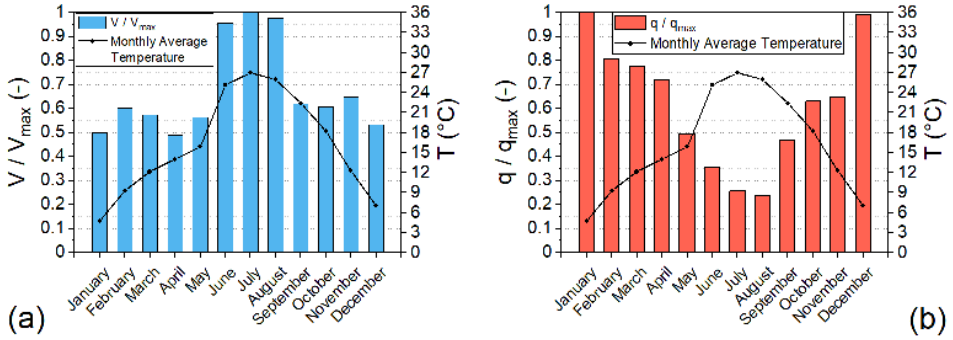 V / Vmax
Monthly Average
Temperature
V / Vmax (-)
1
0.9
0.8
0.7
0.6
0.5
0.4
0.3
0.2
0.1
0
36
33
30
27
24
21
18
15
12
9
6
3
0
T (°C)
January
February
March
April
May
June
July
August
September
October
November
December
(a)
q / qmax
Monthly Average Temperature
q / qmax (-)
1
0.9
0.8
0.7
0.6
0.5
0.4
0.3
0.2
0.1
0
36
33
30
27
24
21
18
15
12
9
6
3
0
T (°C)
January
February
March
April
May
June
July
August
September
October
November
December
(b)